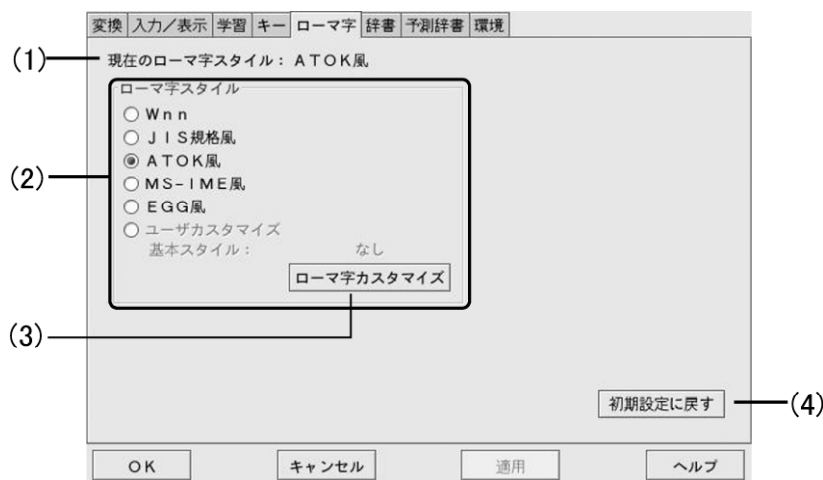 変換 入力／表示 学習 キー ローマ字 辞書 予測辞書 環境
(1) 現在のローマ字スタイル： ＡＴＯＫ風
ローマ字スタイル
Ｗｎｎ
ＪＩＳ規格風
(2) ＡＴＯＫ風
ＭＳ−ＩＭＥ風
ＥＧＧ風
ユーザカスタマイズ
基本スタイル： なし
ローマ字カスタマイズ
(3)
初期設定に戻す (4)
ＯＫ キャンセル 適用 ヘルプ